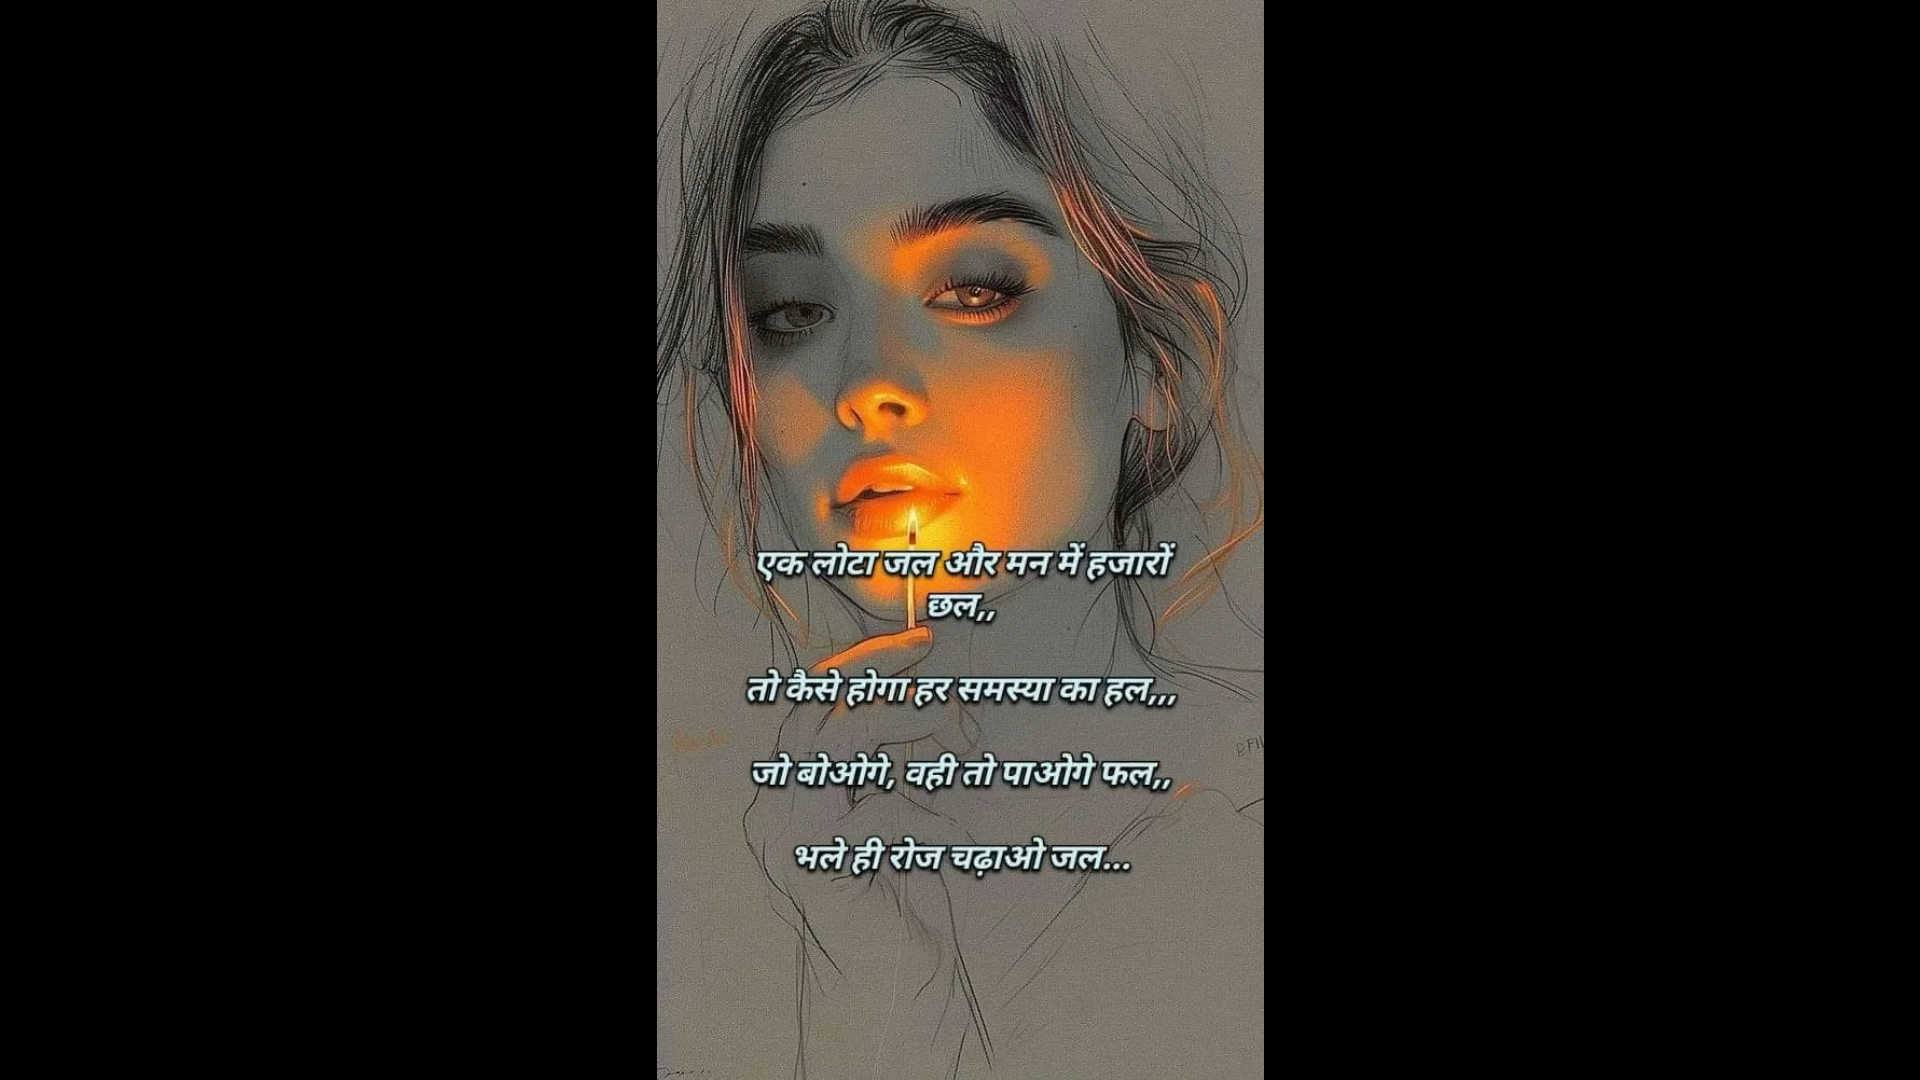 एक लोटा जल और मन में हजारों
छल,,
तो कैसे होगा हर समस्या का हल,,,
जो बोओगे, वही तो पाओगे फल,,
भले ही रोज चढ़ाओ जल...